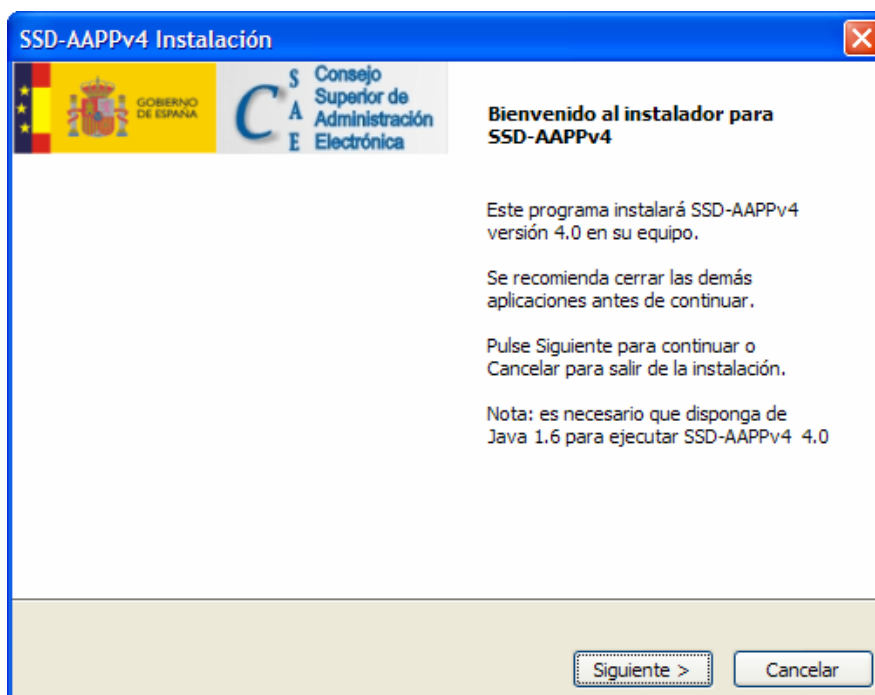 SSD-AAPPv4 Instalación
GOBIERNO
DE ESPAÑA
C
S
A
E
Consejo
Superior de
Administración
Electrónica
Bienvenido al instalador para
SSD-AAPPv4
Este programa instalará SSD-AAPPv4
versión 4.0 en su equipo.
Se recomienda cerrar las demás
aplicaciones antes de continuar.
Pulse Siguiente para continuar o
Cancelar para salir de la instalación.
Nota: es necesario que disponga de
Java 1.6 para ejecutar SSD-AAPPv4 4.0
Siguiente >
Cancelar